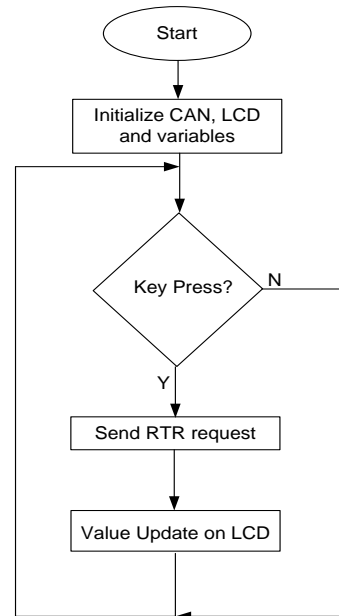 Start
Initialize CAN, LCD
and variables
Key Press?
N
Y
Send RTR request
Value Update on LCD